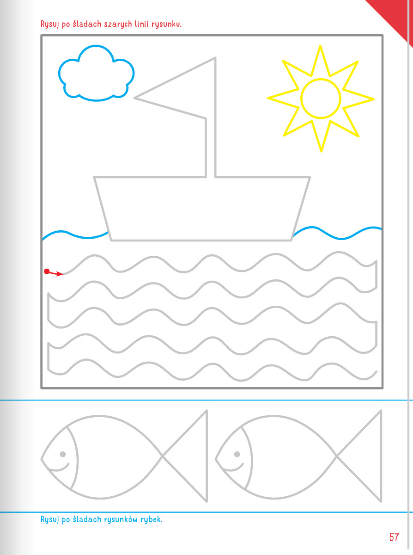 Rysuj po śladach szarych linii rysunku.
Rysuj po śladach rysunków rybek.
57